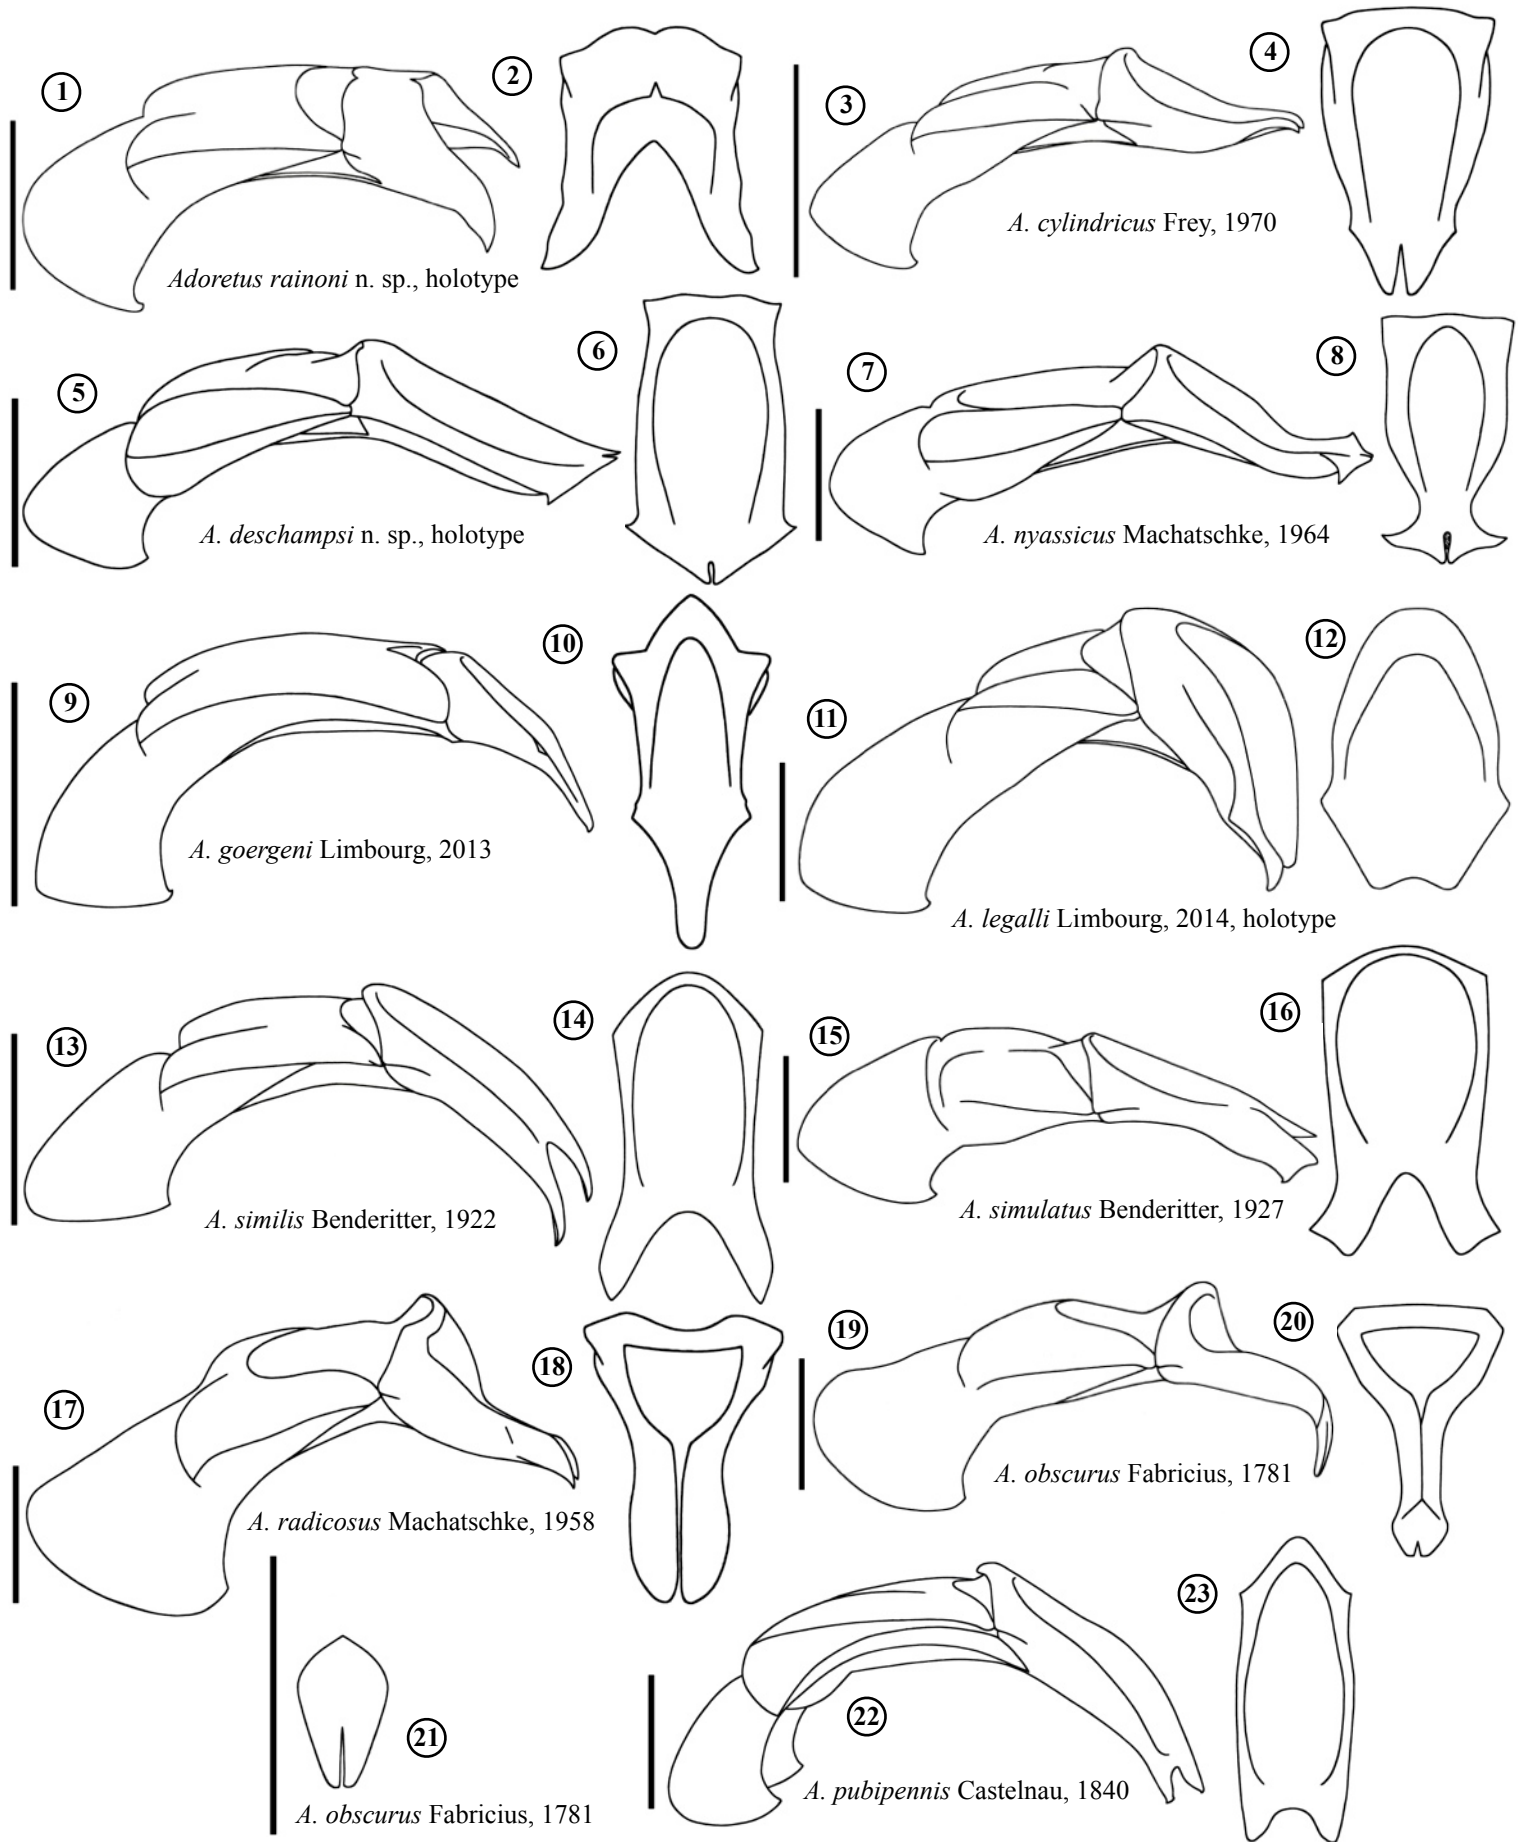 1
2
3
4
Adoretus rainoni n. sp., holotype
A. cylindricus Frey, 1970
5
6
7
8
A. deschampsi n. sp., holotype
A. nyassicus Machatschke, 1964
9
10
11
12
A. goergeni Limbourg, 2013
A. legalli Limbourg, 2014, holotype
13
14
15
16
A. similis Benderitter, 1922
A. simulatus Benderitter, 1927
17
18
19
20
A. radicosus Machatschke, 1958
A. obscurus Fabricius, 1781
21
22
23
A. obscurus Fabricius, 1781
A. pubipennis Castelnau, 1840